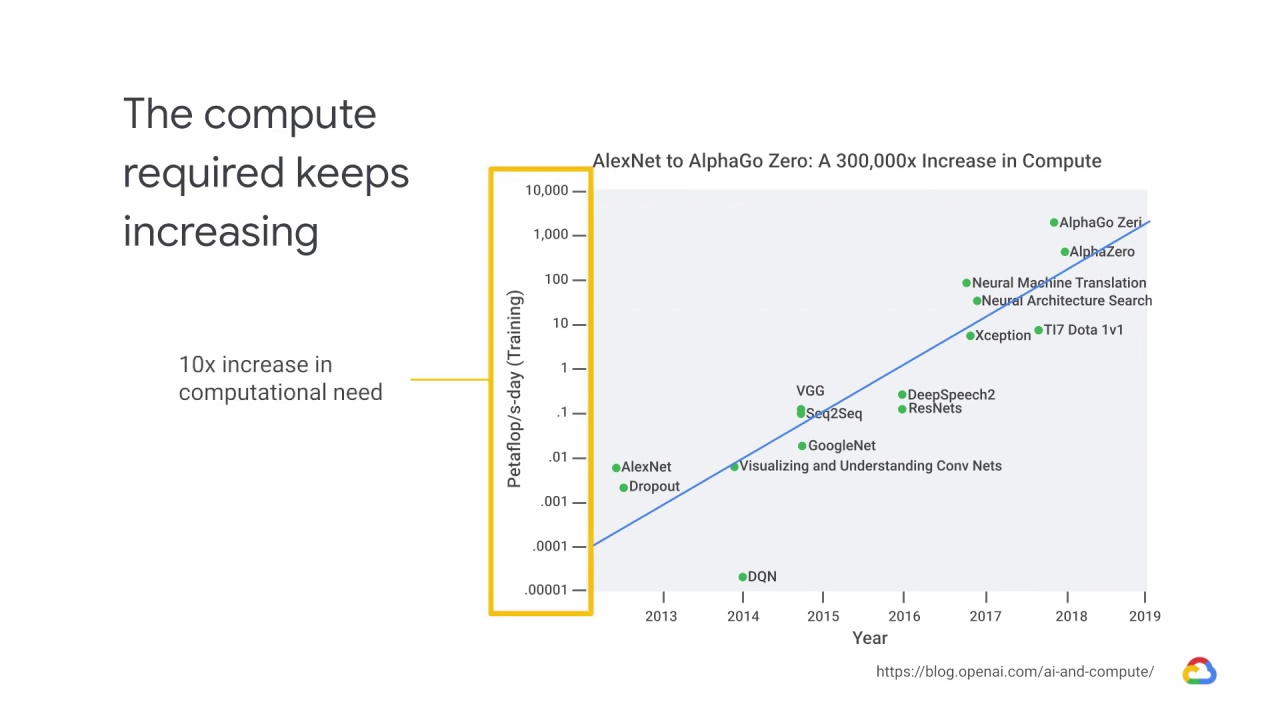 The compute
required keeps
increasing
10x increase in
computational need
AlexNet to AlphaGo Zero: A 300,000x Increase in Compute
Petaflop/s-day (Training)
10,000
1,000
100
10
1
.1
.01
.001
.0001
.00001
AlphaGo Zeri
AlphaZero
Neural Machine Translation
Neural Architecture Search
TI7 Dota 1v1
Xception
VGG
DeepSpeech2
ResNets
Seq2Seq
GoogleNet
AlexNet
Visualizing and Understanding Conv Nets
Dropout
DQN
2013 2014 2015 2016 2017 2018 2019
Year
https://blog.openai.com/ai-and-compute/